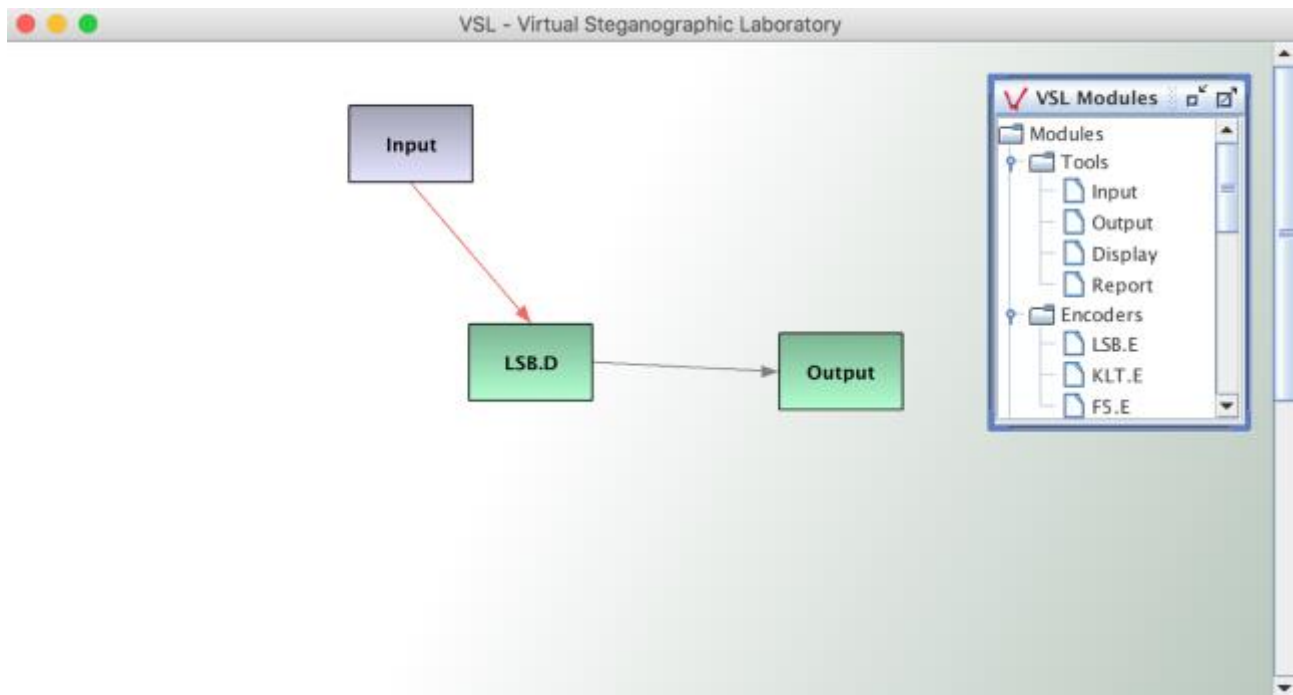 VSL - Virtual Steganographic Laboratory
Input
LSB.D
Output
VSL Modules
Modules
Tools
Input
Output
Display
Report
Encoders
LSB.E
KLT.E
F5.E